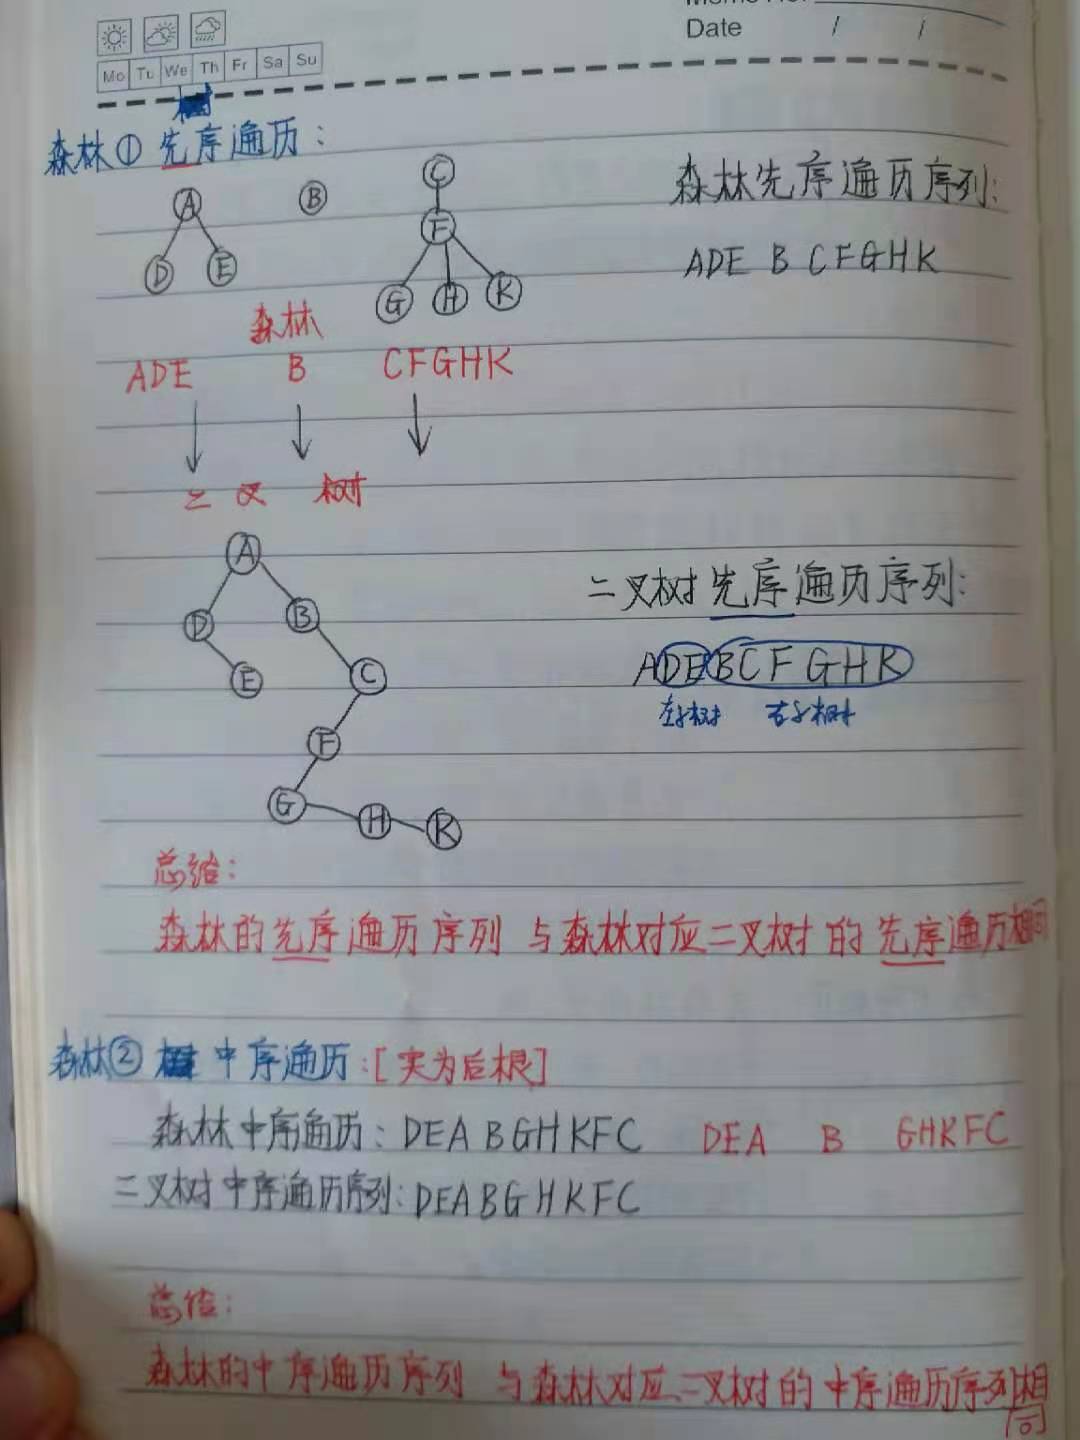 Date / /
Mo Tu We Th Fr Sa Su
森林① 先序遍历:
森林先序遍历序列:
A B C
F
D E G H K
ADE B CFGHK
森林
ADE B CFGHK
二叉树
A
二叉树先序遍历序列:
D B
ADEBCFGHK
E C
左子树 右子树
F
G H K
总结:
森林的先序遍历序列 与森林对应二叉树的先序遍历相同
森林② 中序遍历:[实为后根]
森林中序遍历: DEABGHKFC DEA B GHKFC
二叉树中序遍历序列: DEABGHKFC
总结:
森林的中序遍历序列 与森林对应二叉树的中序遍历序列相同